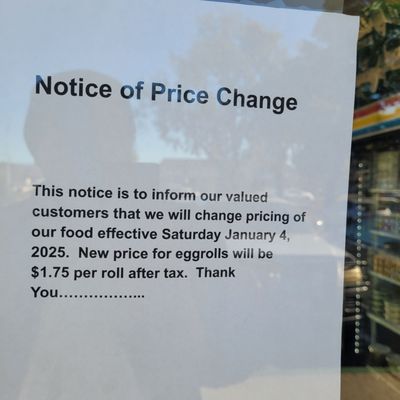 Notice of Price Change
This notice is to inform our valued
customers that we will change pricing of
our food effective Saturday January 4,
2025.  New price for eggrolls will be
$1.75 per roll after tax.  Thank
You………………...